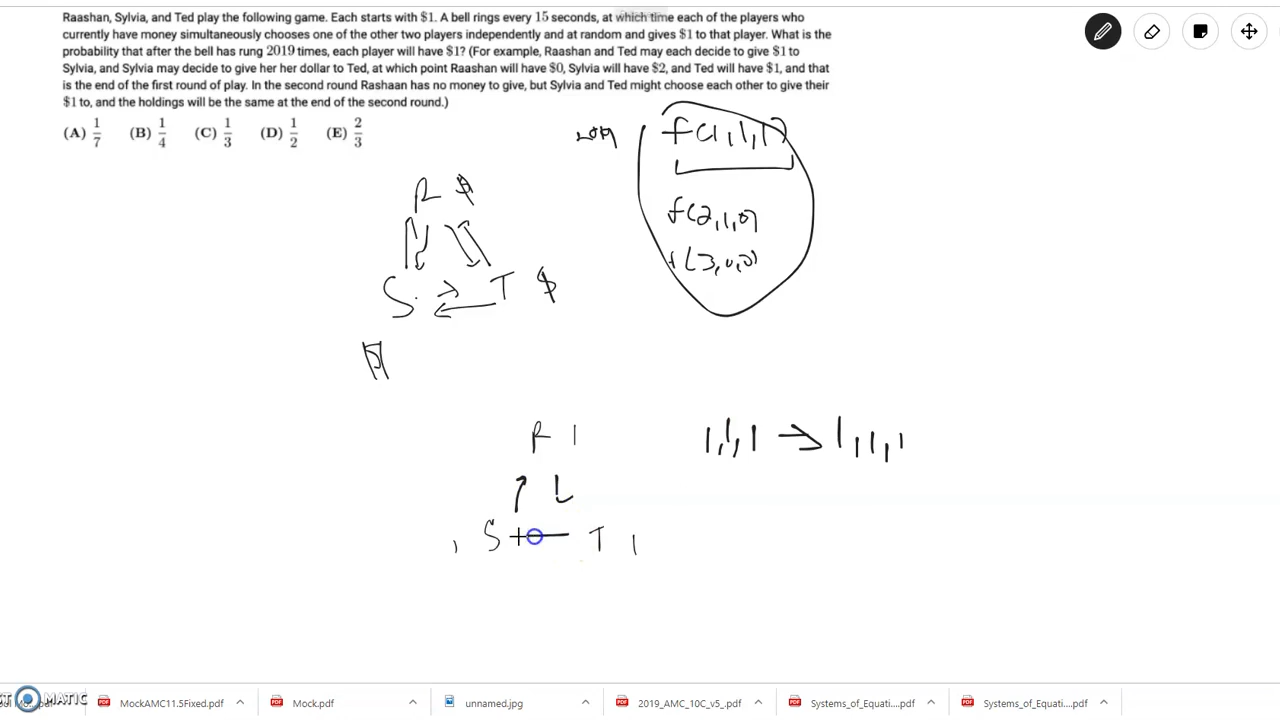 Raashan, Sylvia, and Ted play the following game. Each starts with $1. A bell rings every 15 seconds, at which time each of the players who
currently have money simultaneously chooses one of the other two players independently and at random and gives $1 to that player. What is the
probability that after the bell has rung 2019 times, each player will have $1? (For example, Raashan and Ted may each decide to give $1 to
Sylvia, and Sylvia may decide to give her her dollar to Ted, at which point Raashan will have $0, Sylvia will have $2, and Ted will have $1, and that
is the end of the first round of play. In the second round Rashaan has no money to give, but Sylvia and Ted might choose each other to give their
$1 to, and the holdings will be the same at the end of the second round.)
(A) 1/7 (B) 1/4 (C) 1/3 (D) 1/2 (E) 2/3
2019 f(1,1,1)
R $
f(2,1,0)
f(3,0,0)
S T $
R 1 1,1,1 → 1,1,1
1 S T 1
MATIC
MockAMC11.5Fixed.pdf Mock.pdf unnamed.jpg 2019_AMC_10C_v5_.pdf Systems_of_Equati....pdf Systems_of_Equati....pdf